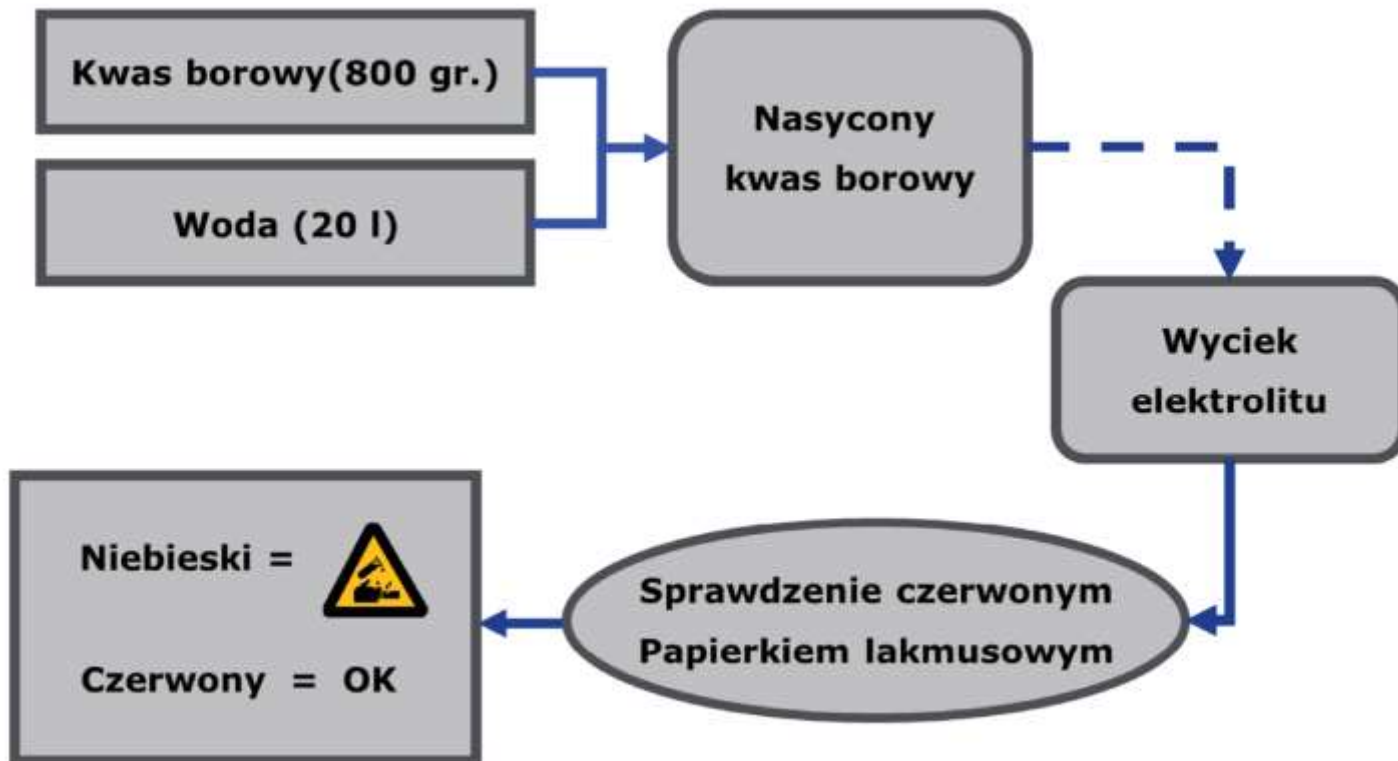 Kwas borowy(800 gr.)
Woda (20 l)
Nasycony
kwas borowy
Wyciek
elektrolitu
Sprawdzenie czerwonym
Papierkiem lakmusowym
Niebieski =
Czerwony = OK